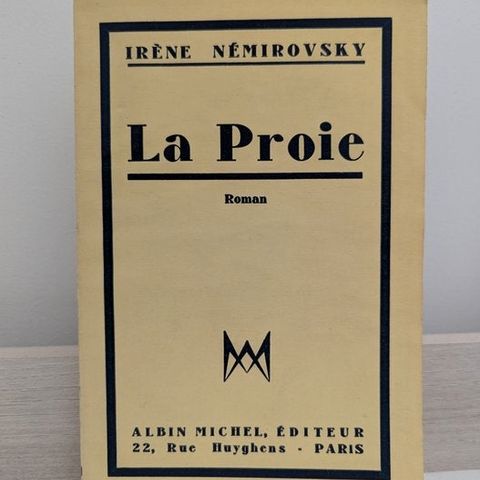 IRÈNE NÉMIROVSKY
La Proie
Roman
ALBIN MICHEL, ÉDITEUR
22, Rue Huyghens - PARIS